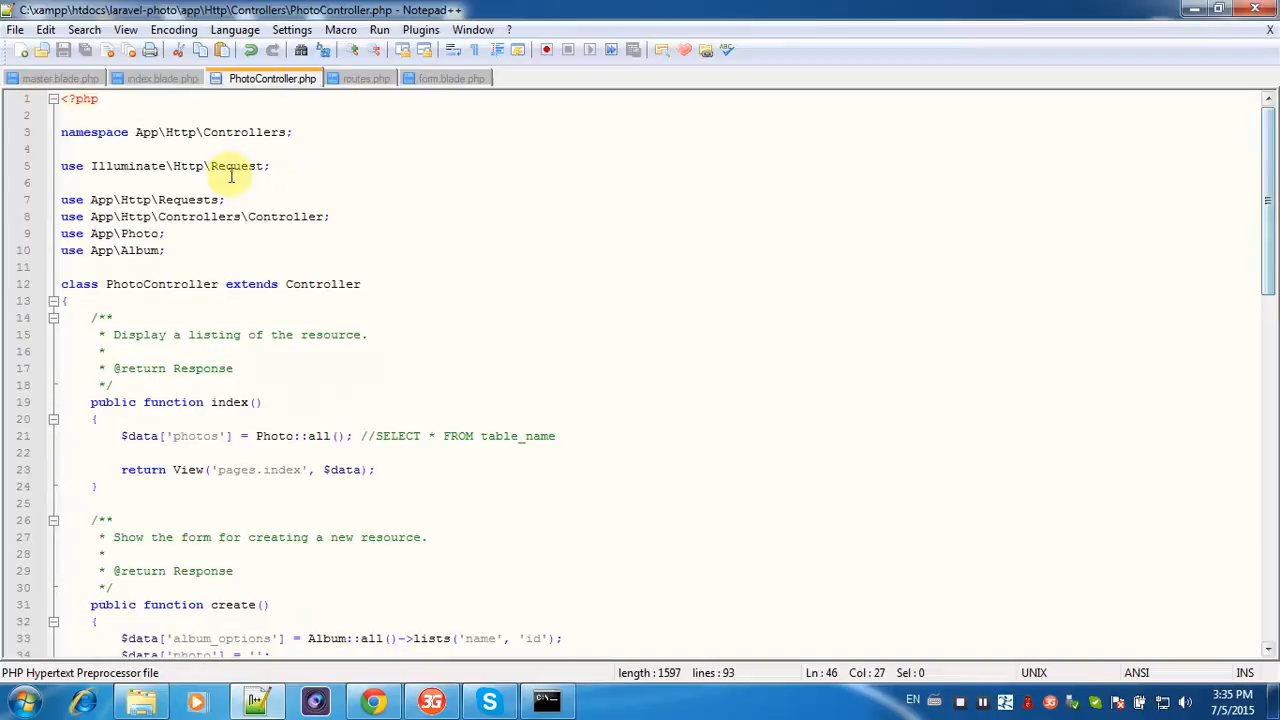 C:\xampp\htdocs\laravel-photo\app\Http\Controllers\PhotoController.php - Notepad++
File Edit Search View Encoding Language Settings Macro Run Plugins Window ? X
master.blade.php index.blade.php PhotoController.php routes.php form.blade.php
1 <?php
2
3 namespace App\Http\Controllers;
4
5 use Illuminate\Http\Request;
6
7 use App\Http\Requests;
8 use App\Http\Controllers\Controller;
9 use App\Photo;
10 use App\Album;
11
12 class PhotoController extends Controller
13 {
14 /**
15 * Display a listing of the resource.
16 *
17 * @return Response
18 */
19 public function index()
20 {
21 $data['photos'] = Photo::all(); //SELECT * FROM table_name
22
23 return View('pages.index', $data);
24 }
25
26 /**
27 * Show the form for creating a new resource.
28 *
29 * @return Response
30 */
31 public function create()
32 {
33 $data['album_options'] = Album::all()->lists('name', 'id');
34 $data['photo'] = '';
PHP Hypertext Preprocessor file length : 1597 lines : 93 Ln : 46 Col : 27 Sel : 0 UNIX ANSI INS
3G EN 3:35 PM
7/5/2015